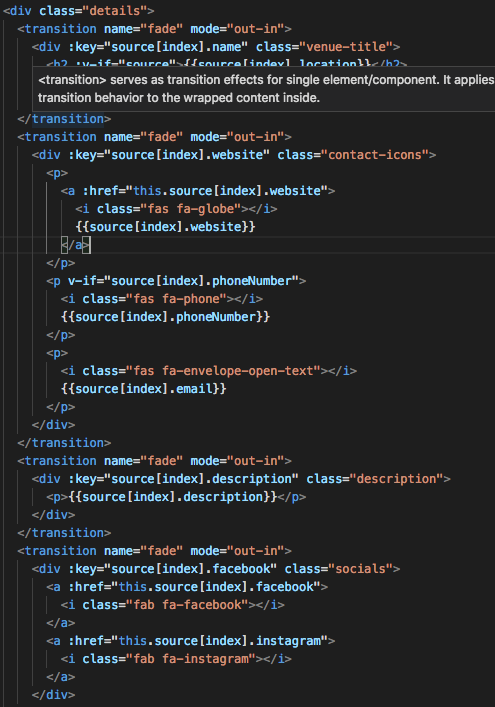 <div class="details">
<transition name="fade" mode="out-in">
<div :key="source[index].name" class="venue-title">
<h2 :v-if="source">{{source[index].location}}</h2>
<transition> serves as transition effects for single element/component. It applies
transition behavior to the wrapped content inside.
</transition>
<transition name="fade" mode="out-in">
<div :key="source[index].website" class="contact-icons">
<p>
<a :href="this.source[index].website">
<i class="fas fa-globe"></i>
{{source[index].website}}
</a>
</p>
<p v-if="source[index].phoneNumber">
<i class="fas fa-phone"></i>
{{source[index].phoneNumber}}
</p>
<p>
<i class="fas fa-envelope-open-text"></i>
{{source[index].email}}
</p>
</div>
</transition>
<transition name="fade" mode="out-in">
<div :key="source[index].description" class="description">
<p>{{source[index].description}}</p>
</div>
</transition>
<transition name="fade" mode="out-in">
<div :key="source[index].facebook" class="socials">
<a :href="this.source[index].facebook">
<i class="fab fa-facebook"></i>
</a>
<a :href="this.source[index].instagram">
<i class="fab fa-instagram"></i>
</a>
</div>